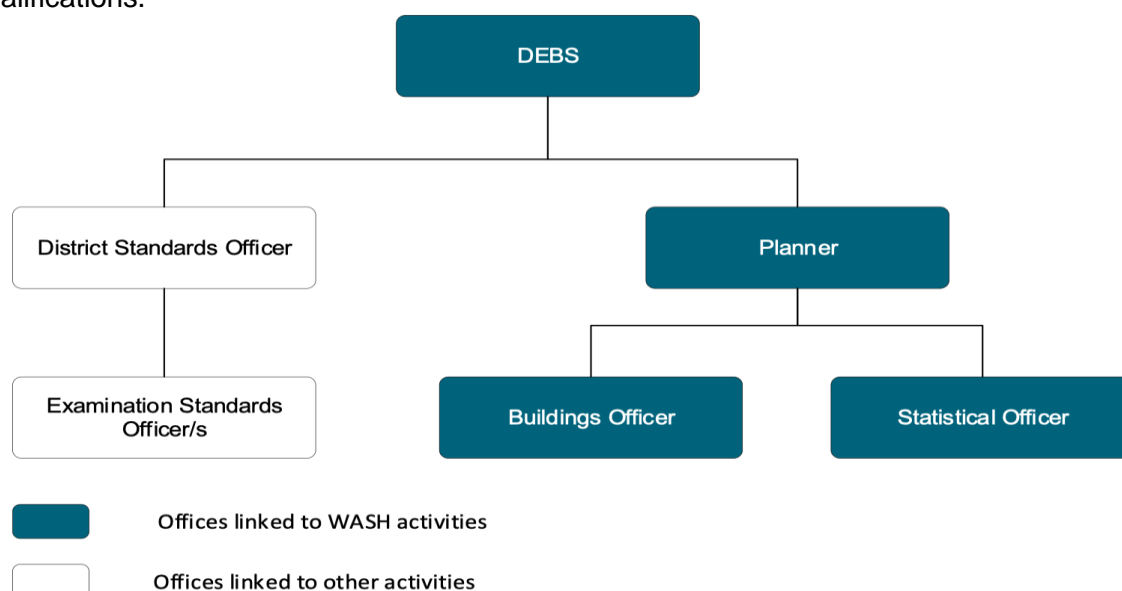 alifications.
DEBS
District Standards Officer
Planner
Examination Standards
Officer/s
Buildings Officer
Statistical Officer
Offices linked to WASH activities
Offices linked to other activities